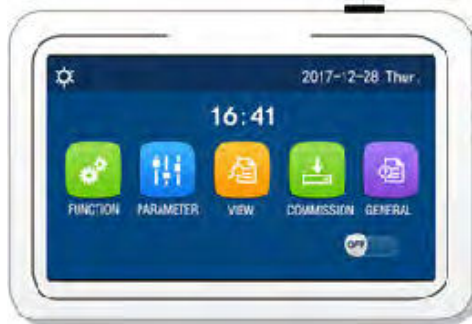 2017-12-28 Thur.
16:41
FUNCTION PARAMETER VIEW COMMISSION GENERAL
OFF